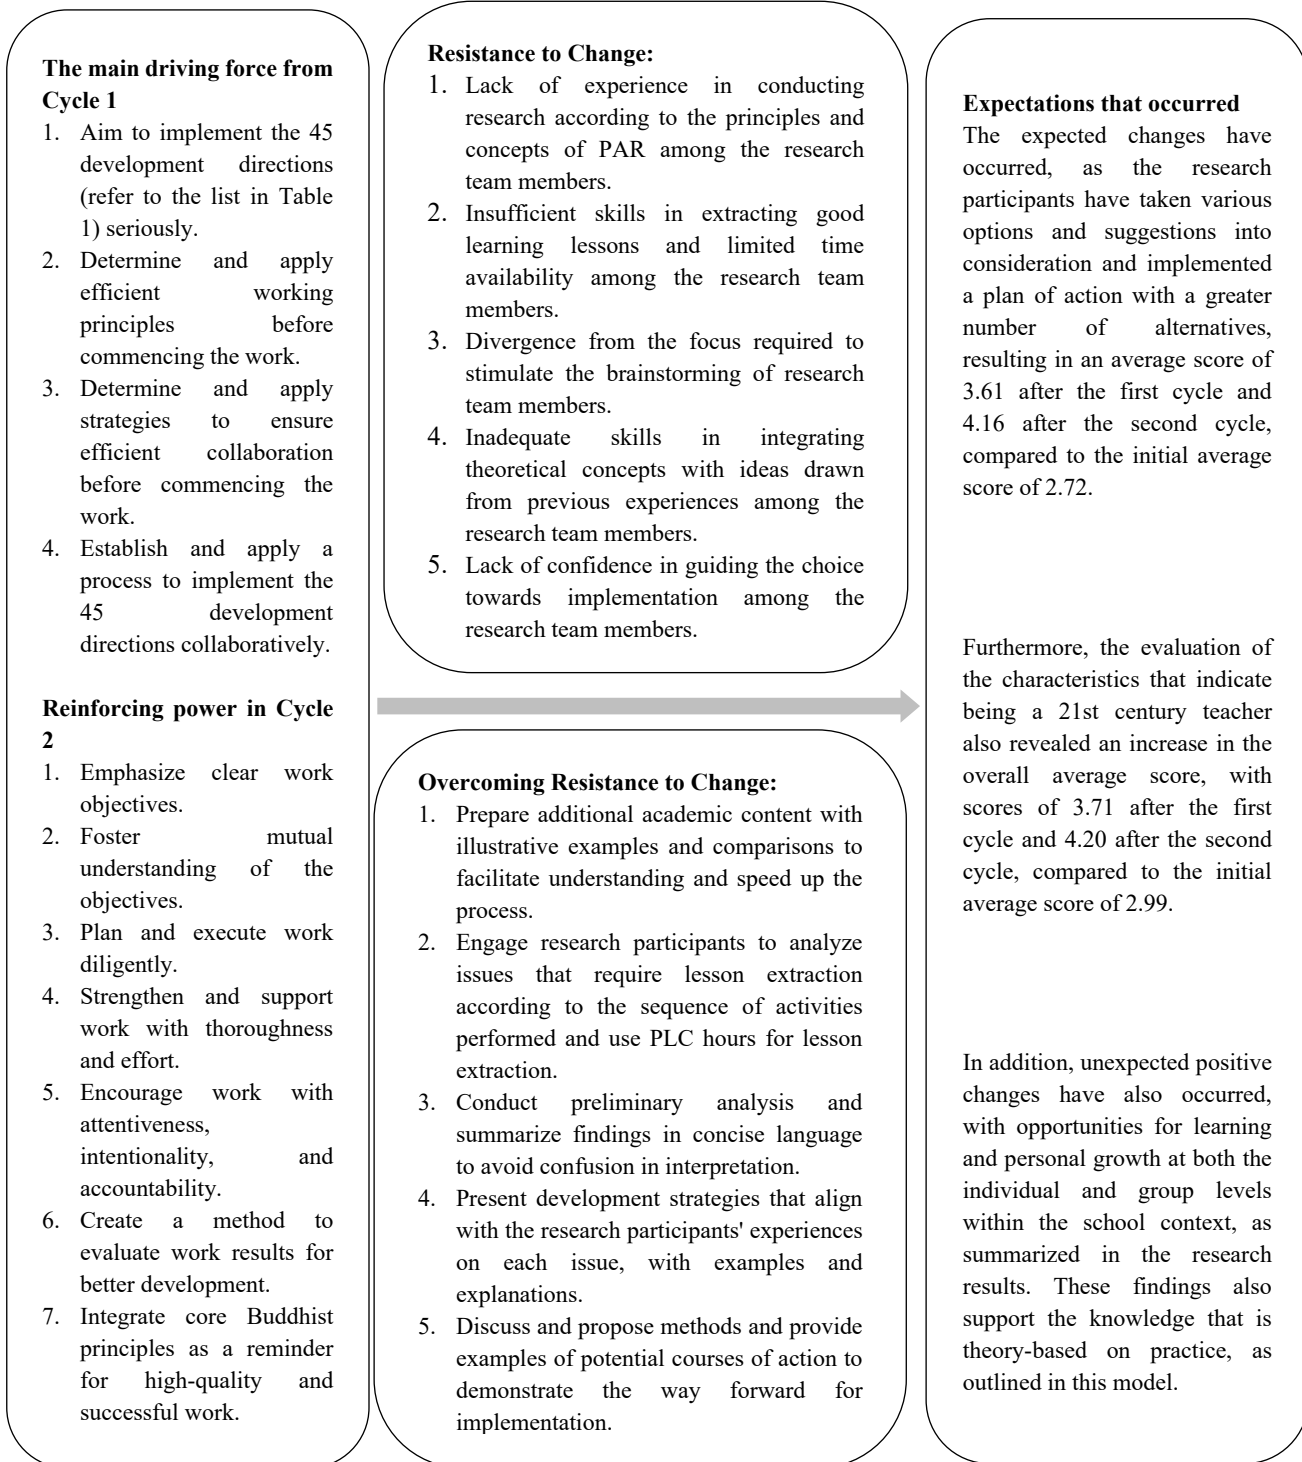 The main driving force from
Cycle 1
1. Aim to implement the 45
development directions
(refer to the list in Table
1) seriously.
2. Determine and apply
efficient working
principles before
commencing the work.
3. Determine and apply
strategies to ensure
efficient collaboration
before commencing the
work.
4. Establish and apply a
process to implement the
45 development
directions collaboratively.
Reinforcing power in Cycle
2
1. Emphasize clear work
objectives.
2. Foster mutual
understanding of the
objectives.
3. Plan and execute work
diligently.
4. Strengthen and support
work with thoroughness
and effort.
5. Encourage work with
attentiveness,
intentionality, and
accountability.
6. Create a method to
evaluate work results for
better development.
7. Integrate core Buddhist
principles as a reminder
for high-quality and
successful work.
Resistance to Change:
1. Lack of experience in conducting
research according to the principles and
concepts of PAR among the research
team members.
2. Insufficient skills in extracting good
learning lessons and limited time
availability among the research team
members.
3. Divergence from the focus required to
stimulate the brainstorming of research
team members.
4. Inadequate skills in integrating
theoretical concepts with ideas drawn
from previous experiences among the
research team members.
5. Lack of confidence in guiding the choice
towards implementation among the
research team members.
Overcoming Resistance to Change:
1. Prepare additional academic content with
illustrative examples and comparisons to
facilitate understanding and speed up the
process.
2. Engage research participants to analyze
issues that require lesson extraction
according to the sequence of activities
performed and use PLC hours for lesson
extraction.
3. Conduct preliminary analysis and
summarize findings in concise language
to avoid confusion in interpretation.
4. Present development strategies that align
with the research participants' experiences
on each issue, with examples and
explanations.
5. Discuss and propose methods and provide
examples of potential courses of action to
demonstrate the way forward for
implementation.
Expectations that occurred
The expected changes have
occurred, as the research
participants have taken various
options and suggestions into
consideration and implemented
a plan of action with a greater
number of alternatives,
resulting in an average score of
3.61 after the first cycle and
4.16 after the second cycle,
compared to the initial average
score of 2.72.
Furthermore, the evaluation of
the characteristics that indicate
being a 21st century teacher
also revealed an increase in the
overall average score, with
scores of 3.71 after the first
cycle and 4.20 after the second
cycle, compared to the initial
average score of 2.99.
In addition, unexpected positive
changes have also occurred,
with opportunities for learning
and personal growth at both the
individual and group levels
within the school context, as
summarized in the research
results. These findings also
support the knowledge that is
theory-based on practice, as
outlined in this model.